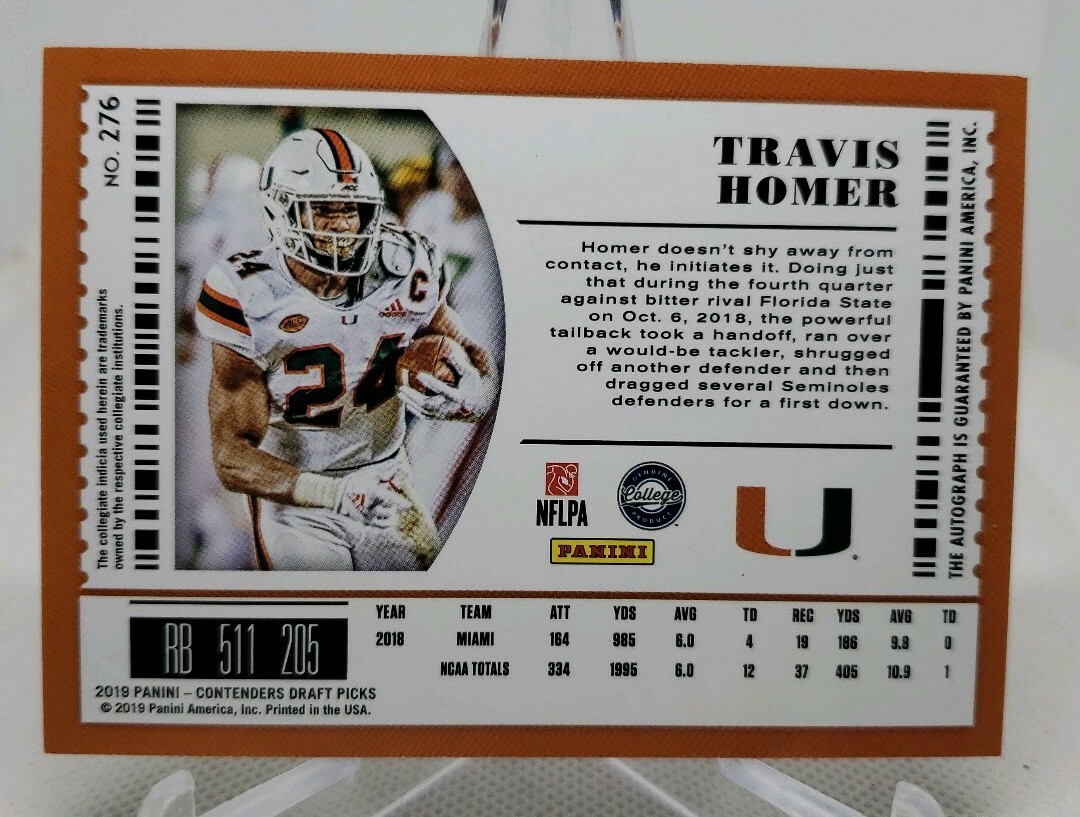 NO. 276
The collegiate indicia used herein are trademarks
owned by the respective collegiate institutions.
24
C
adidas
ACC
U
24
TRAVIS
HOMER
Homer doesn't shy away from
contact, he initiates it. Doing just
that during the fourth quarter
against bitter rival Florida State
on Oct. 6, 2018, the powerful
tailback took a handoff, ran over
a would-be tackler, shrugged
off another defender and then
dragged several Seminoles
defenders for a first down.
NFLPA
GENUINE
College
PRODUCT
PANINI
U
THE AUTOGRAPH IS GUARANTEED BY PANINI AMERICA, INC.
RB 511 205
YEAR TEAM ATT YDS AVG TD REC YDS AVG TD
2018 MIAMI 164 985 6.0 4 19 186 9.8 0
NCAA TOTALS 334 1995 6.0 12 37 405 10.9 1
2019 PANINI – CONTENDERS DRAFT PICKS
© 2019 Panini America, Inc. Printed in the USA.